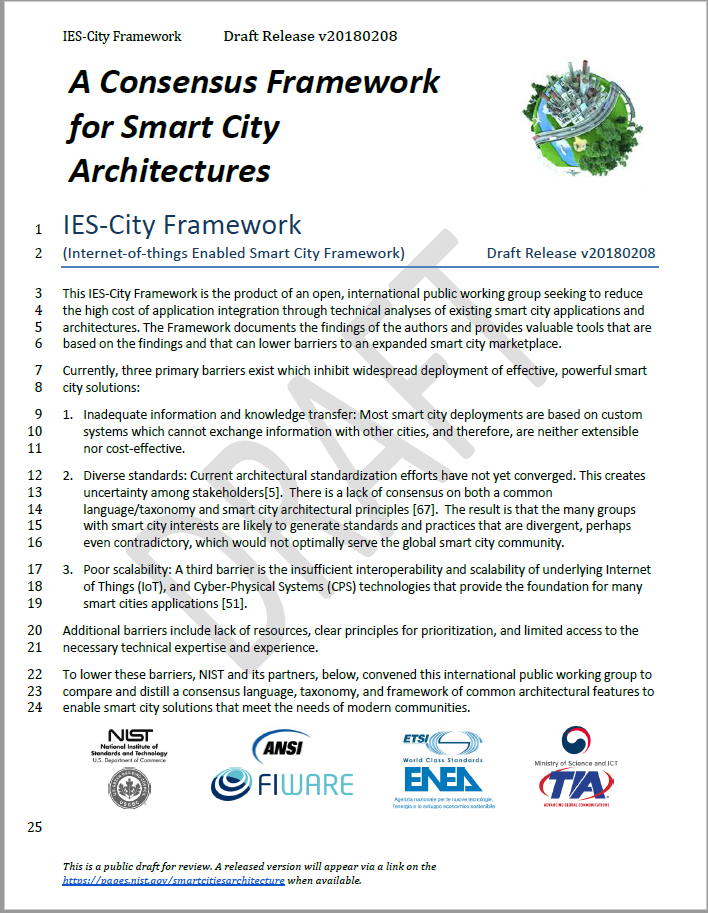 IES-City Framework Draft Release v20180208
A Consensus Framework
for Smart City
Architectures
1 IES-City Framework
2 (Internet-of-things Enabled Smart City Framework) Draft Release v20180208
3 This IES-City Framework is the product of an open, international public working group seeking to reduce
4 the high cost of application integration through technical analyses of existing smart city applications and
5 architectures. The Framework documents the findings of the authors and provides valuable tools that are
6 based on the findings and that can lower barriers to an expanded smart city marketplace.
7 Currently, three primary barriers exist which inhibit widespread deployment of effective, powerful smart
8 city solutions:
9 1. Inadequate information and knowledge transfer: Most smart city deployments are based on custom
10 systems which cannot exchange information with other cities, and therefore, are neither extensible
11 nor cost-effective.
12 2. Diverse standards: Current architectural standardization efforts have not yet converged. This creates
13 uncertainty among stakeholders[5]. There is a lack of consensus on both a common
14 language/taxonomy and smart city architectural principles [67]. The result is that the many groups
15 with smart city interests are likely to generate standards and practices that are divergent, perhaps
16 even contradictory, which would not optimally serve the global smart city community.
17 3. Poor scalability: A third barrier is the insufficient interoperability and scalability of underlying Internet
18 of Things (IoT), and Cyber-Physical Systems (CPS) technologies that provide the foundation for many
19 smart cities applications [51].
20 Additional barriers include lack of resources, clear principles for prioritization, and limited access to the
21 necessary technical expertise and experience.
22 To lower these barriers, NIST and its partners, below, convened this international public working group to
23 compare and distill a consensus language, taxonomy, and framework of common architectural features to
24 enable smart city solutions that meet the needs of modern communities.
DRAFT
NIST
National Institute of
Standards and Technology
U.S. Department of Commerce
ANSI
ETSI
World Class Standards
Ministry of Science and ICT
USGBC
FIWARE
ENEA
Agenzia nazionale per le nuove tecnologie,
l'energia e lo sviluppo economico sostenibile
TIA
ADVANCING GLOBAL COMMUNICATIONS
25
This is a public draft for review. A released version will appear via a link on the
https://pages.nist.gov/smartcitiesarchitecture when available.